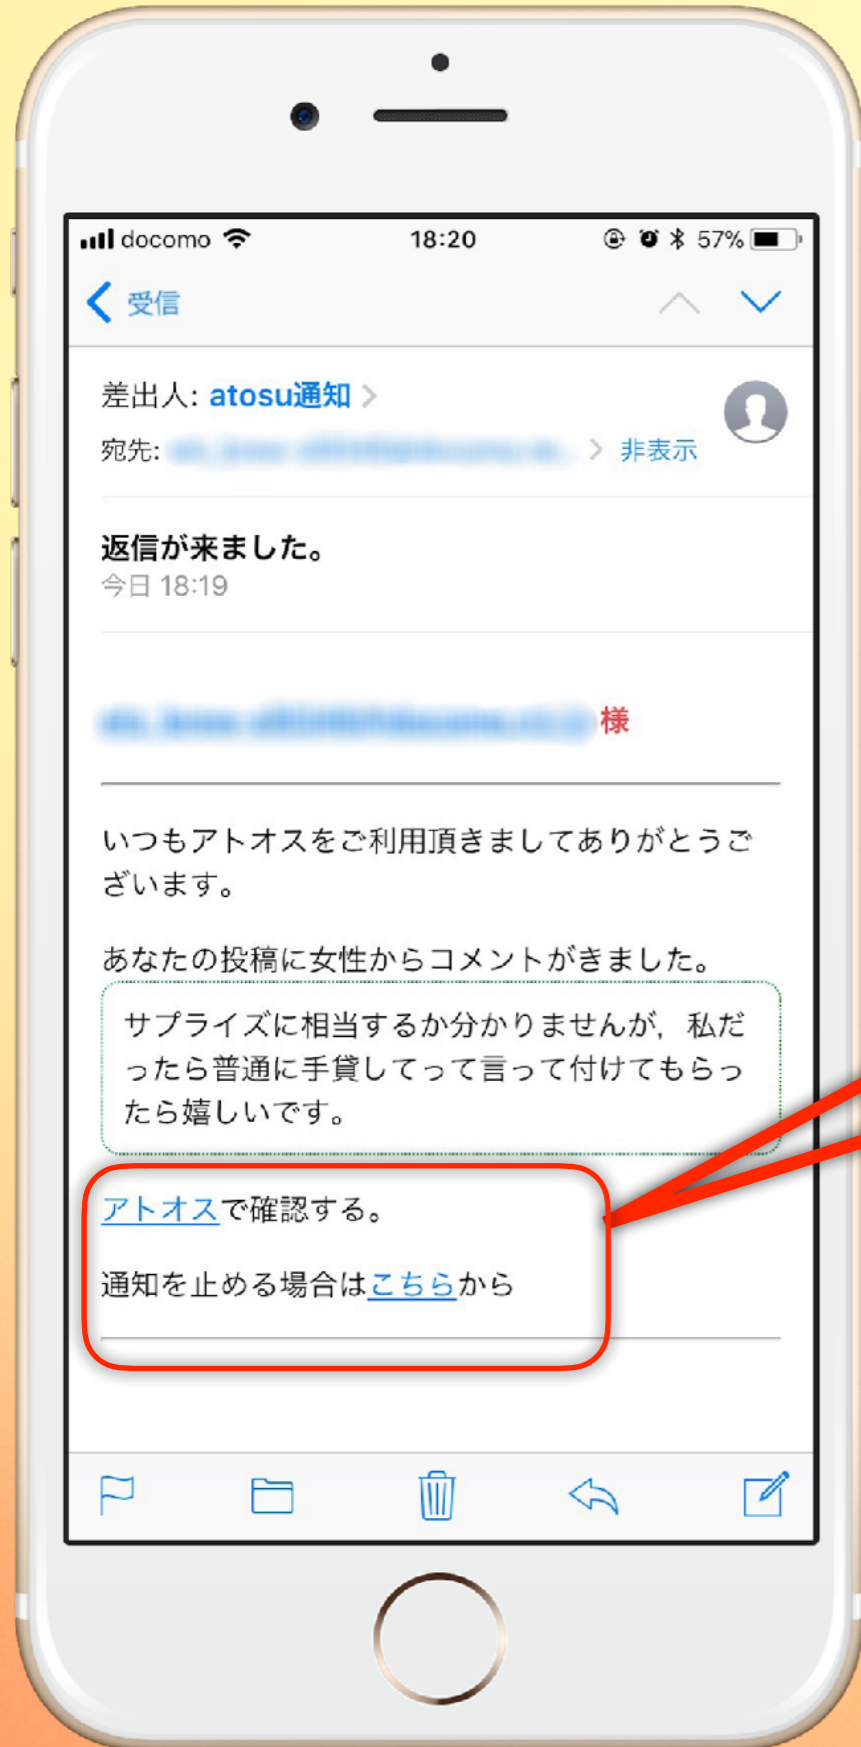 docomo 18:20 57%
受信
差出人: atosu通知
宛先: 非表示
返信が来ました。
今日 18:19
様
いつもアトオスをご利用頂きましてありがとうご
ざいます。
あなたの投稿に女性からコメントがきました。
サプライズに相当するか分かりませんが，私だ
ったら普通に手貸してって言って付けてもらっ
たら嬉しいです。
アトオスで確認する。
通知を止める場合はこちらから